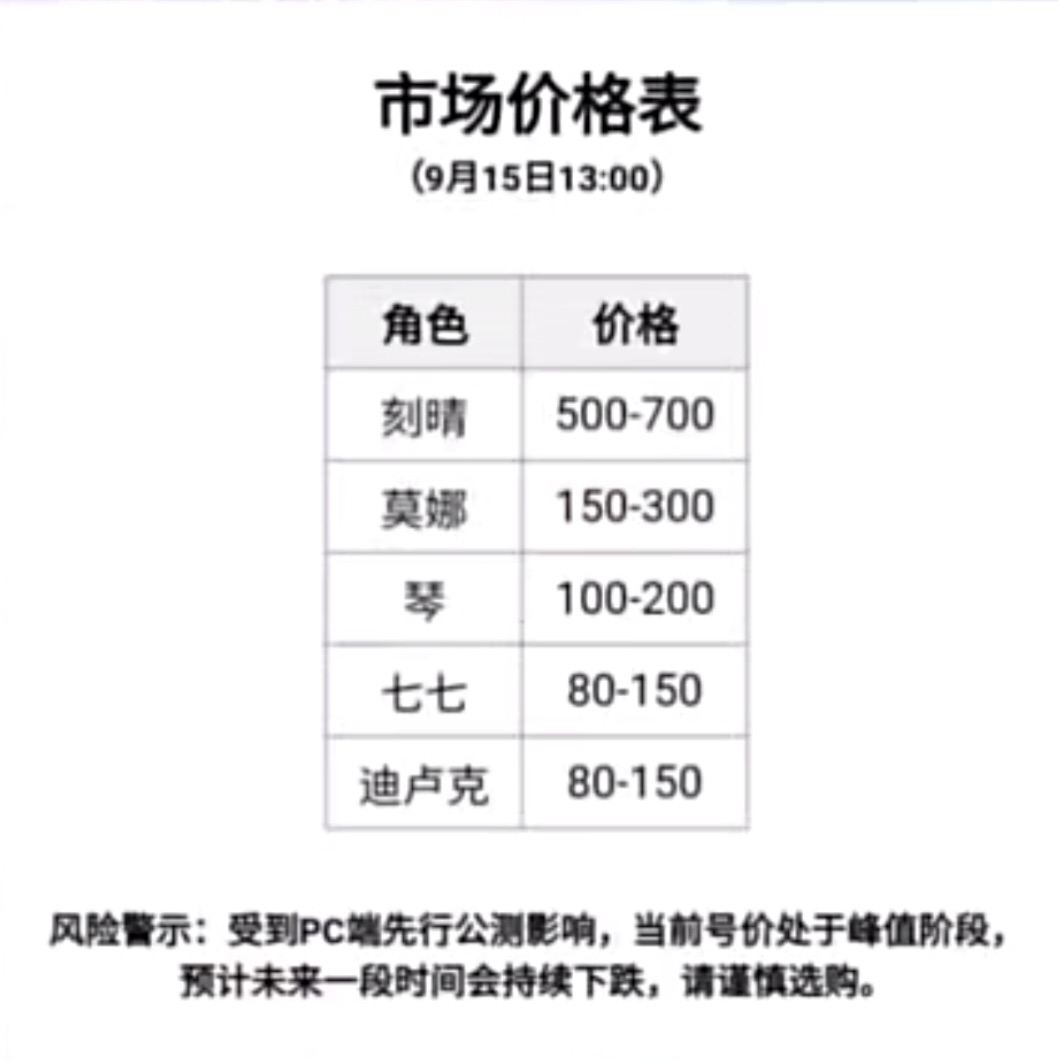 市场价格表
（9月15日13:00）
角色 价格
刻晴 500-700
莫娜 150-300
琴 100-200
七七 80-150
迪卢克 80-150
风险警示：受到PC端先行公测影响，当前号价处于峰值阶段，
预计未来一段时间会持续下跌，请谨慎选购。